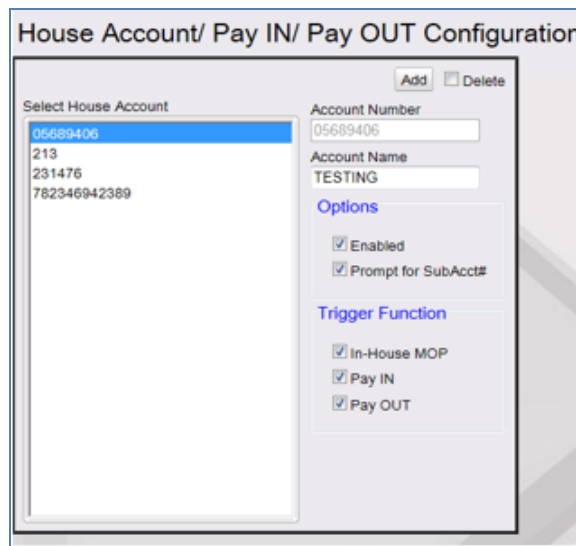 House Account/ Pay IN/ Pay OUT Configuration
Add Delete
Select House Account
05689406
213
231476
782346942389
Account Number
05689406
Account Name
TESTING
Options
Enabled
Prompt for SubAcct#
Trigger Function
In-House MOP
Pay IN
Pay OUT